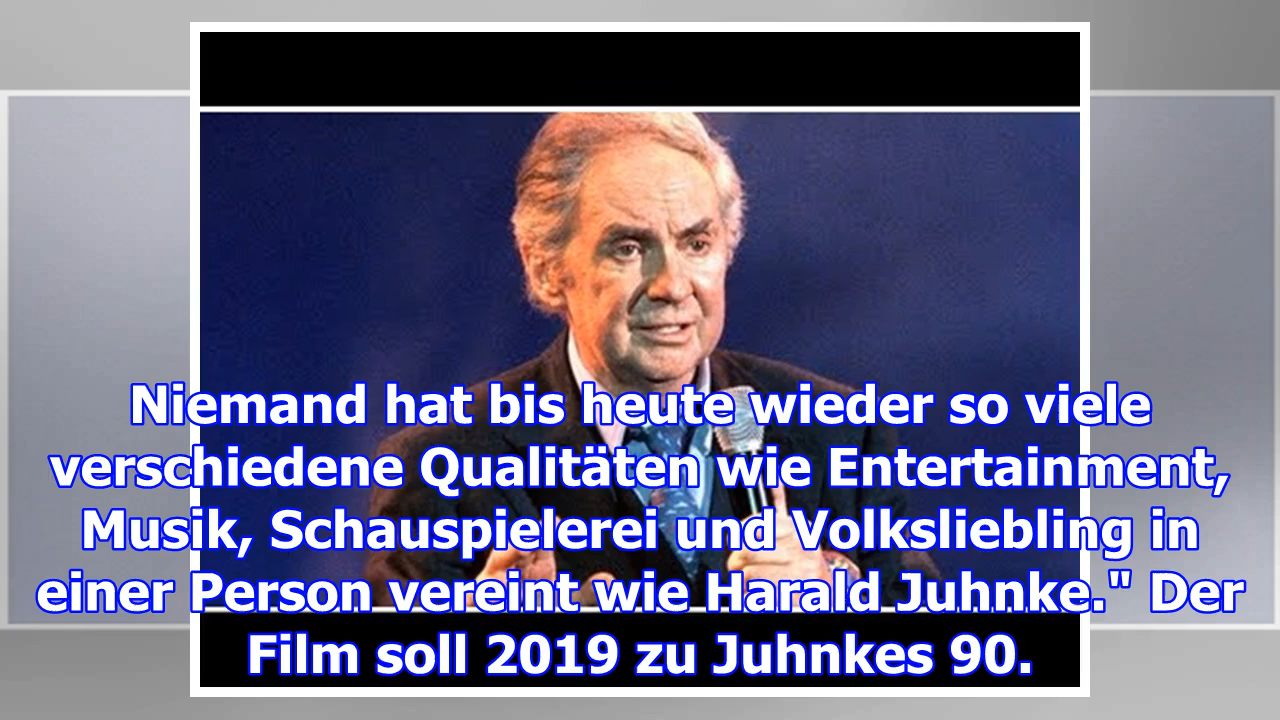 Niemand hat bis heute wieder so viele
verschiedene Qualitäten wie Entertainment,
Musik, Schauspielerei und Volksliebling in
einer Person vereint wie Harald Juhnke." Der
Film soll 2019 zu Juhnkes 90.